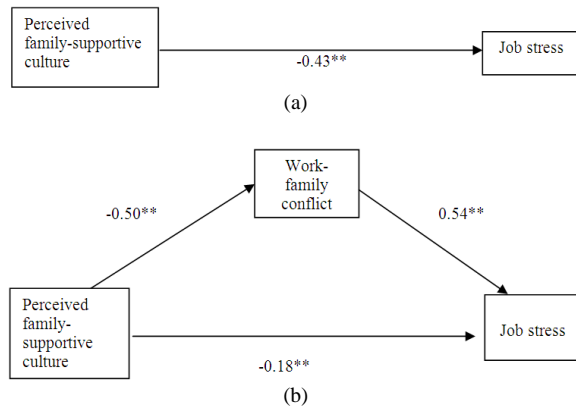 Perceived
family-supportive
culture
Job stress
-0.43**
(a)
Work-
family
conflict
-0.50**
0.54**
Perceived
family-
supportive
culture
Job stress
-0.18**
(b)